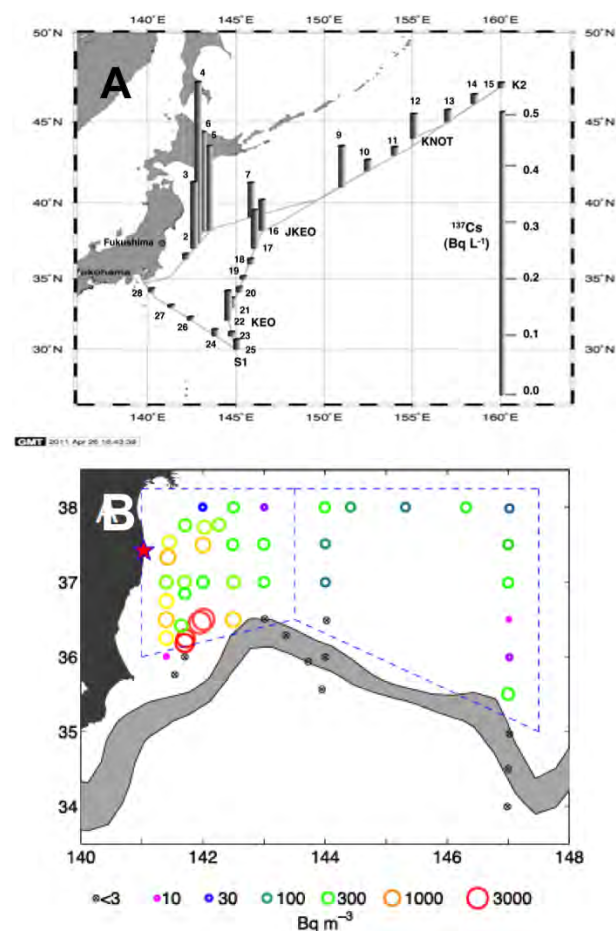 50°N 50°N
A
4
6
5
14 15 K2
12 13
45°N 45°N 0.5
9 11 KNOT
10
3 7 0.4
40°N 40°N
2 16 JKEO 137Cs 0.3
Fukushima 17 (Bq L-1)
18
35°N 35°N
19 0.2
28 20
27 21
26 22 KEO 0.1
23
24 25
30°N S1 30°N
0.0
140°E 145°E 150°E 155°E 160°E
GMT 2011 Apr 26 16:43:39
B
38
37
36
35
34
140 142 144 146 148
<3 10 30 100 300 1000 3000
Bq m−3